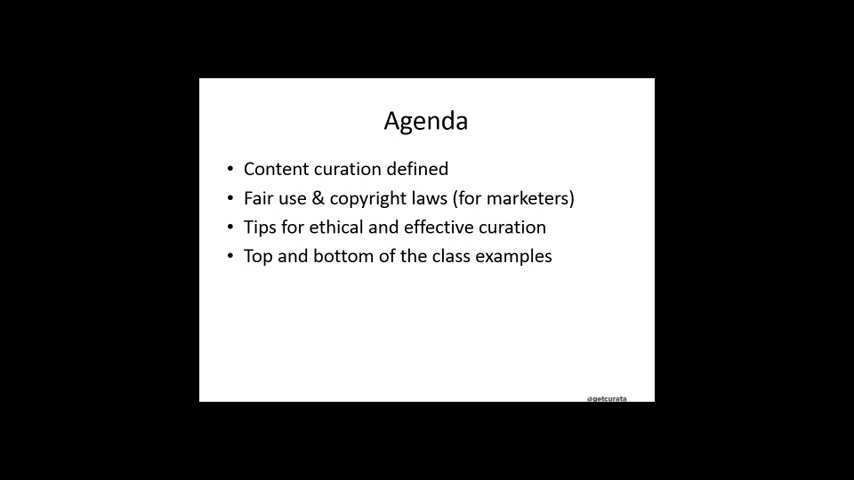 Agenda
• Content curation defined
• Fair use & copyright laws (for marketers)
• Tips for ethical and effective curation
• Top and bottom of the class examples
@getcurata